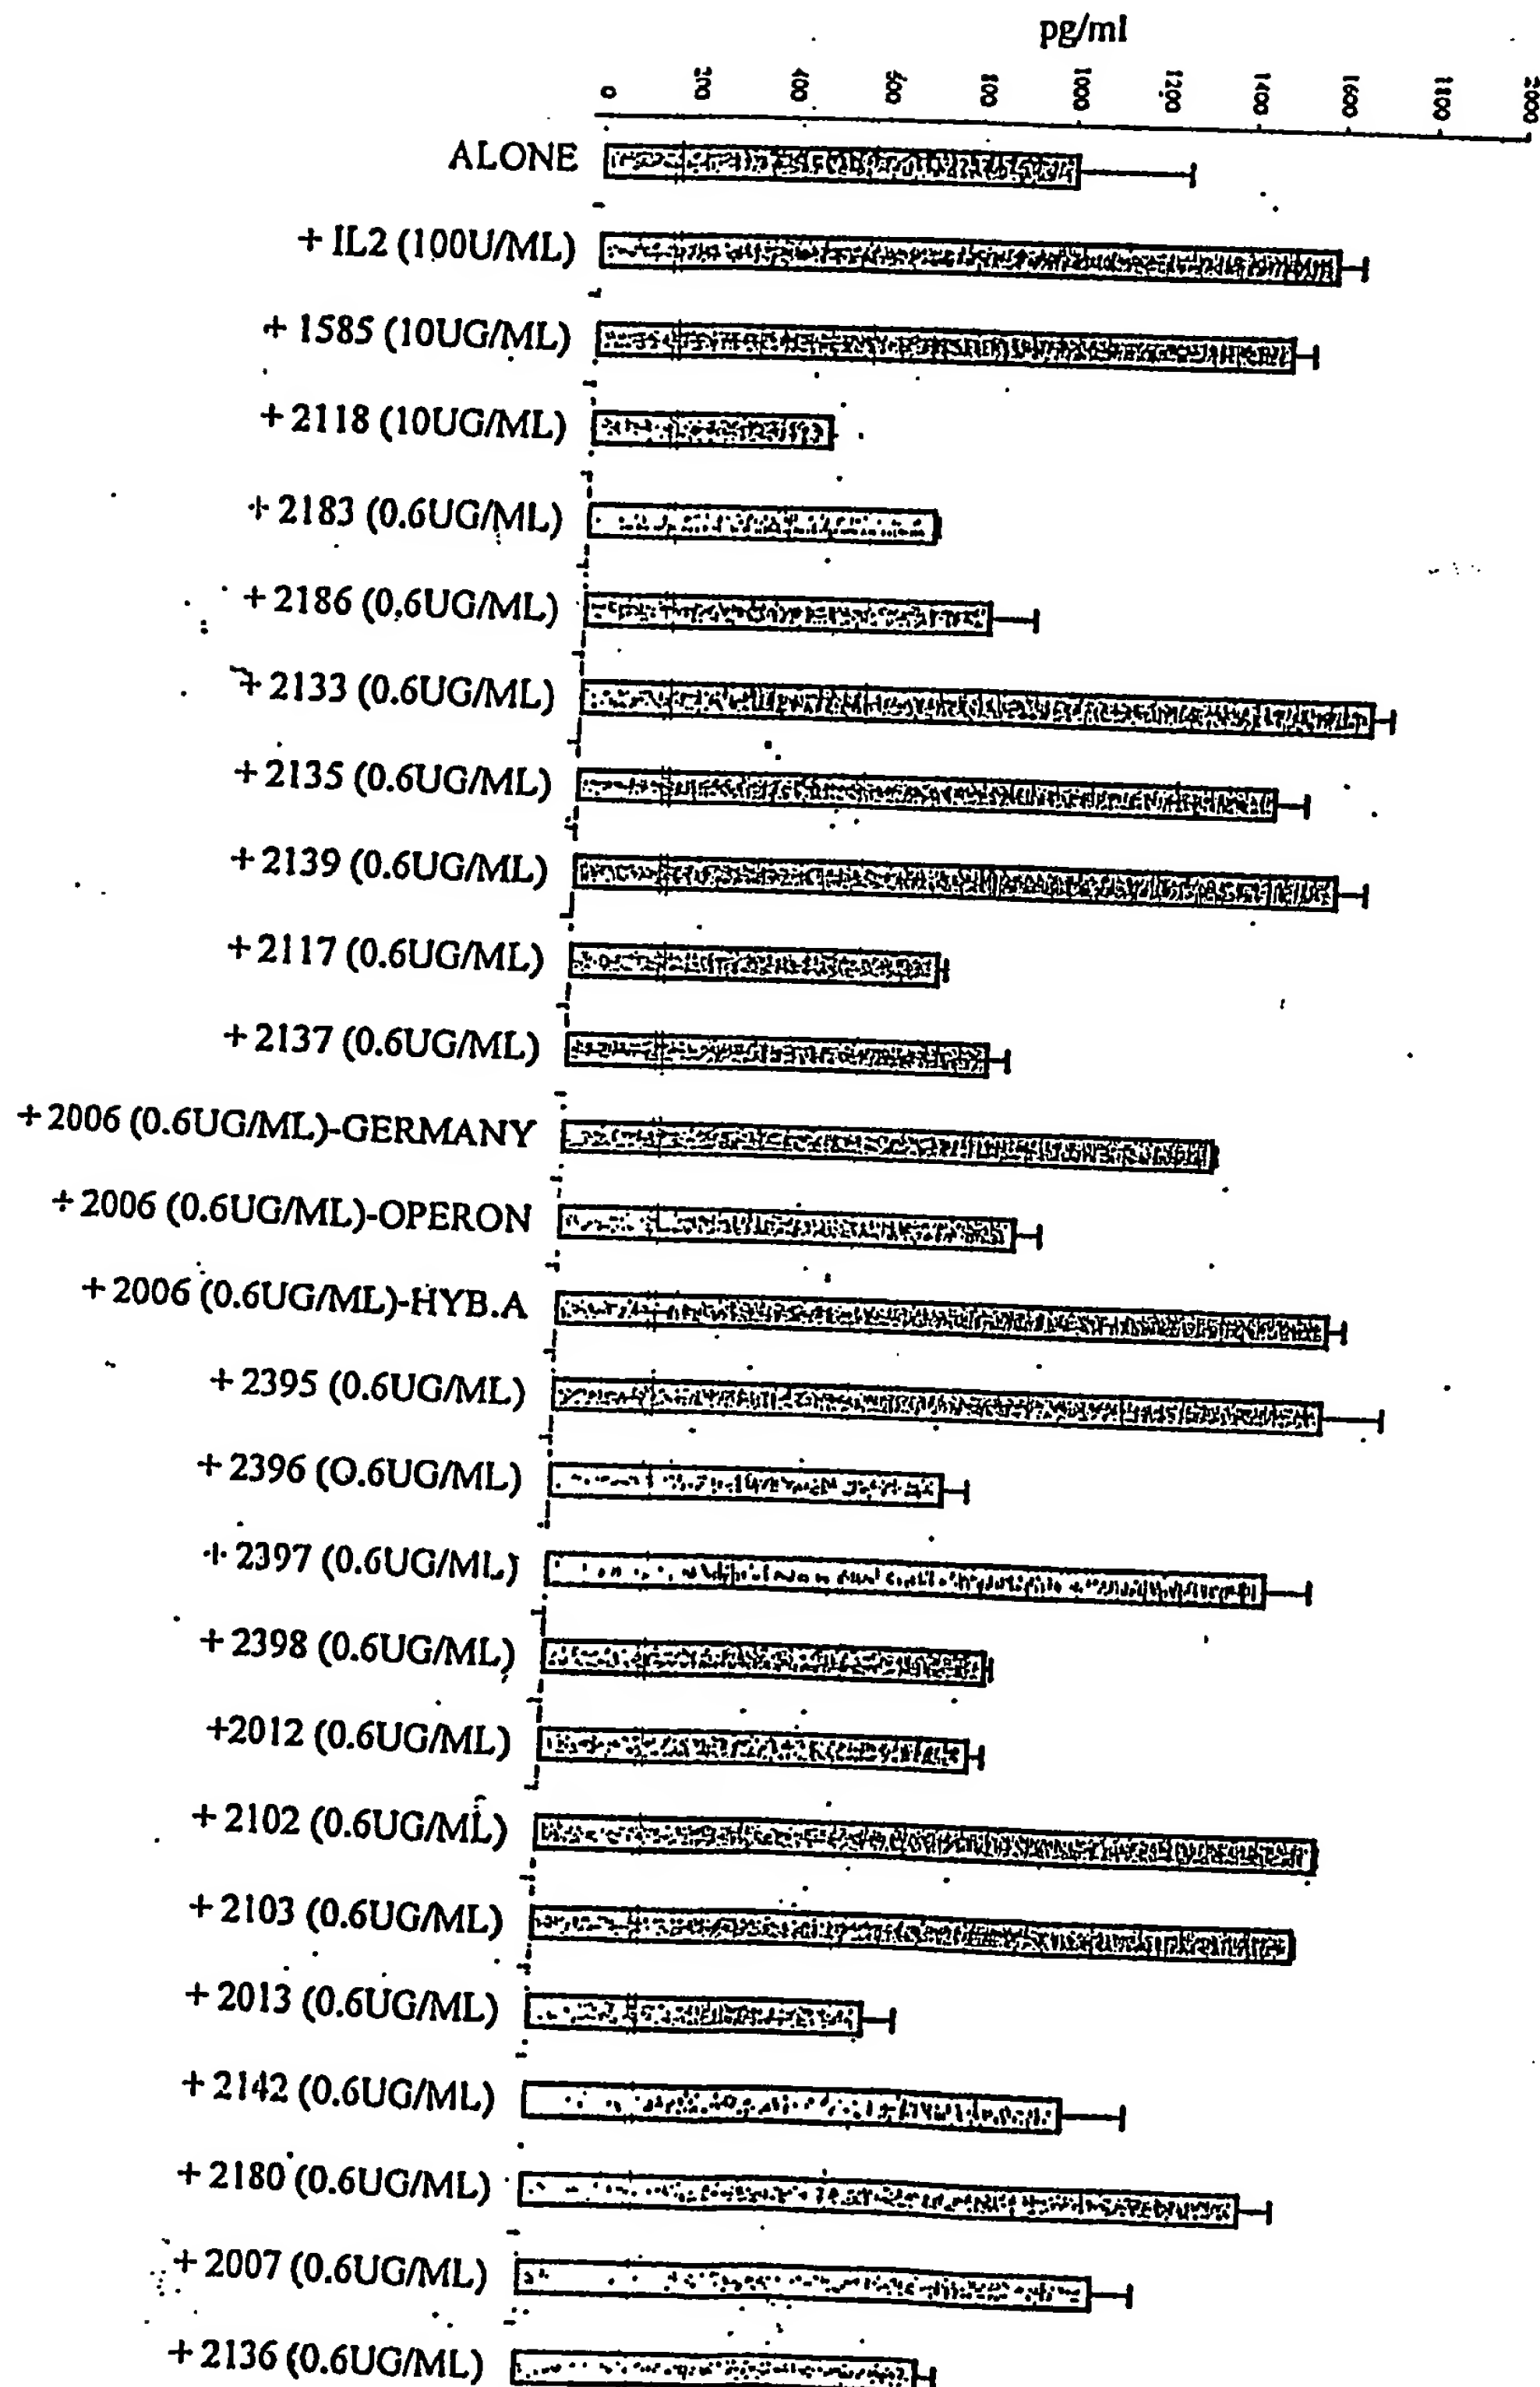 pg/ml
0 200 400 600 800 1000 1200 1400 1600 1800 2000
ALONE
+ IL2 (100U/ML)
+ 1585 (10UG/ML)
+ 2118 (10UG/ML)
+ 2183 (0.6UG/ML)
+ 2186 (0.6UG/ML)
+ 2133 (0.6UG/ML)
+ 2135 (0.6UG/ML)
+ 2139 (0.6UG/ML)
+ 2117 (0.6UG/ML)
+ 2137 (0.6UG/ML)
+ 2006 (0.6UG/ML)-GERMANY
+ 2006 (0.6UG/ML)-OPERON
+ 2006 (0.6UG/ML)-HYB.A
+ 2395 (0.6UG/ML)
+ 2396 (O.6UG/ML)
+ 2397 (0.6UG/ML)
+ 2398 (0.6UG/ML)
+2012 (0.6UG/ML)
+ 2102 (0.6UG/ML)
+ 2103 (0.6UG/ML)
+ 2013 (0.6UG/ML)
+ 2142 (0.6UG/ML)
+ 2180 (0.6UG/ML)
+ 2007 (0.6UG/ML)
+ 2136 (0.6UG/ML)